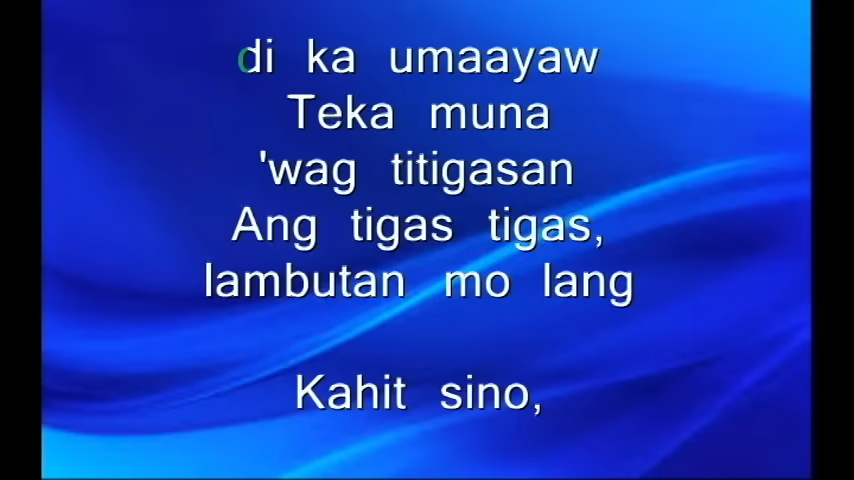 di ka umaayaw
Teka muna
'wag titigasan
Ang tigas tigas,
lambutan mo lang
Kahit sino,